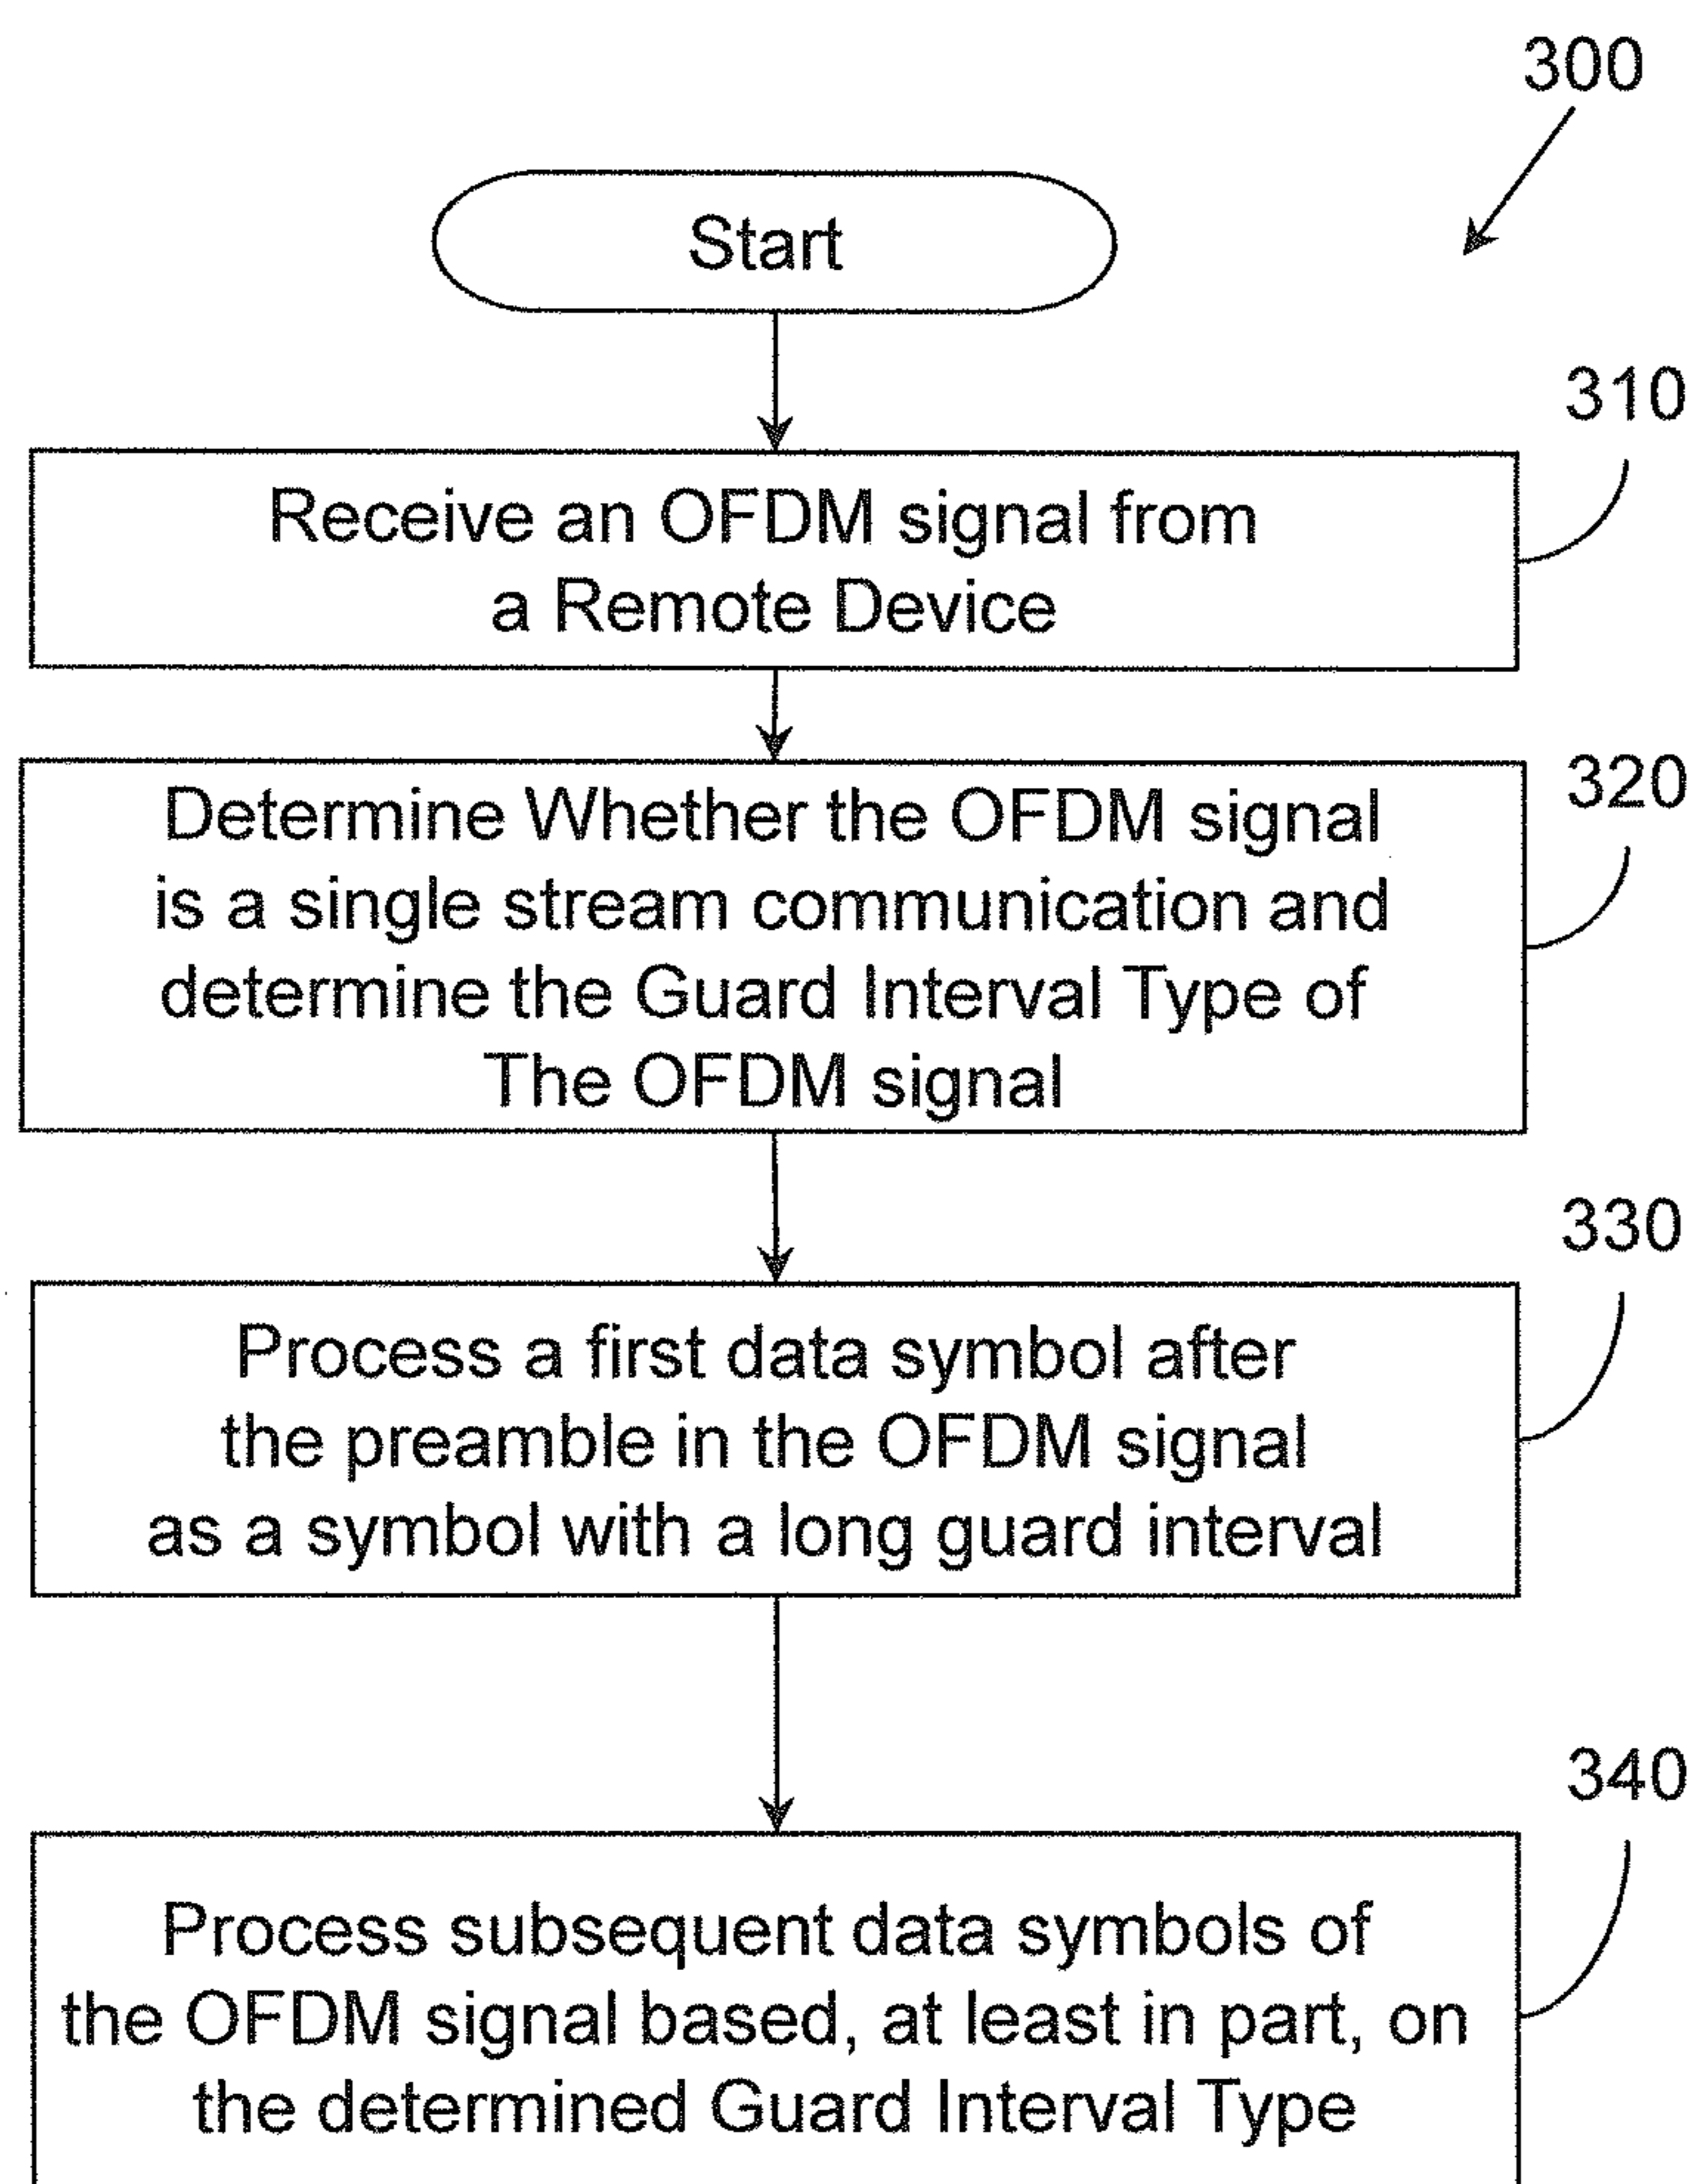 300
Start
310
Receive an OFDM signal from
a Remote Device
320
Determine Whether the OFDM signal
is a single stream communication and
determine the Guard Interval Type of
The OFDM signal
330
Process a first data symbol after
the preamble in the OFDM signal
as a symbol with a long guard interval
340
Process subsequent data symbols of
the OFDM signal based, at least in part, on
the determined Guard Interval Type